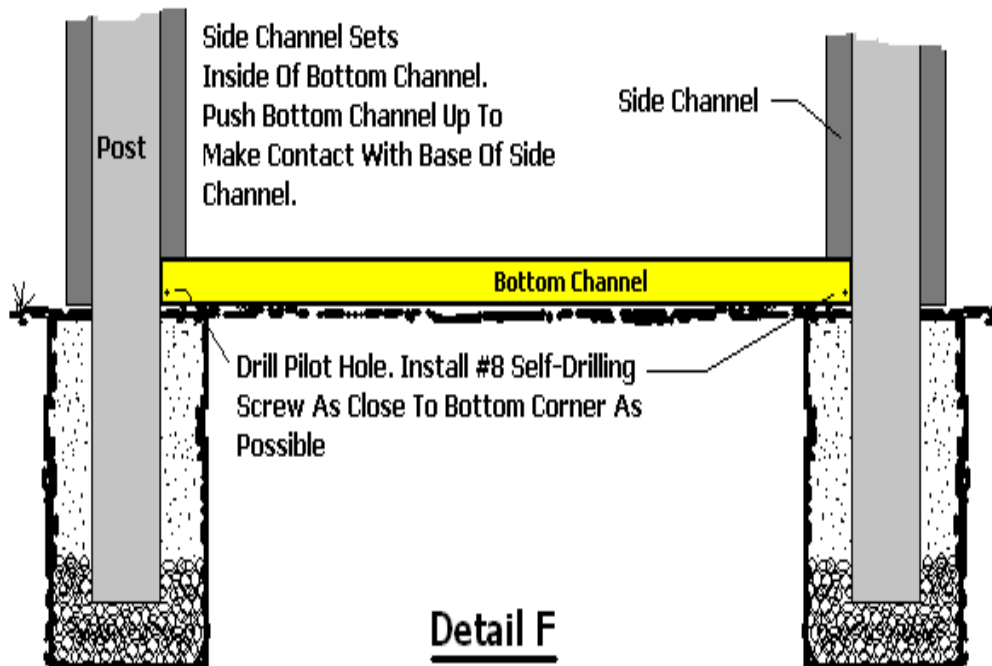 Side Channel Sets
Inside Of Bottom Channel.
Push Bottom Channel Up To
Make Contact With Base Of Side
Channel.
Side Channel
Post
Bottom Channel
Drill Pilot Hole. Install #8 Self-Drilling
Screw As Close To Bottom Corner As
Possible
Detail F